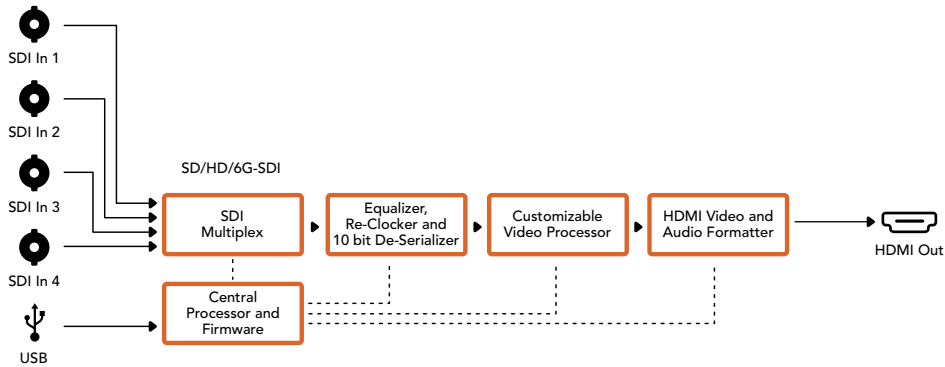 SDI In 1
SDI In 2
SDI In 3
SDI In 4
USB
SD/HD/6G-SDI
SDI
Multiplex
Equalizer,
Re-Clocker and
10 bit De-Serializer
Customizable
Video Processor
HDMI Video and
Audio Formatter
HDMI Out
Central
Processor and
Firmware